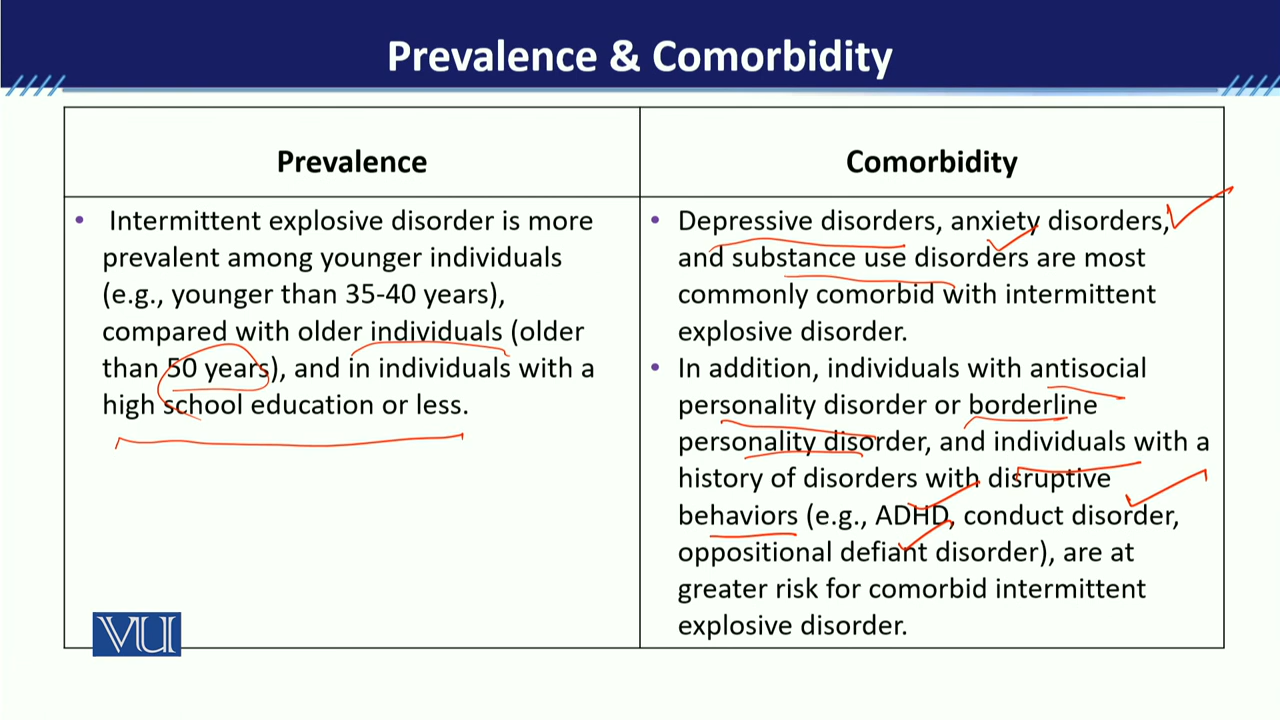 Prevalence & Comorbidity
Prevalence
• Intermittent explosive disorder is more
prevalent among younger individuals
(e.g., younger than 35-40 years),
compared with older individuals (older
than 50 years), and in individuals with a
high school education or less.
Comorbidity
• Depressive disorders, anxiety disorders,
and substance use disorders are most
commonly comorbid with intermittent
explosive disorder.
• In addition, individuals with antisocial
personality disorder or borderline
personality disorder, and individuals with a
history of disorders with disruptive
behaviors (e.g., ADHD, conduct disorder,
oppositional defiant disorder), are at
greater risk for comorbid intermittent
explosive disorder.
VU